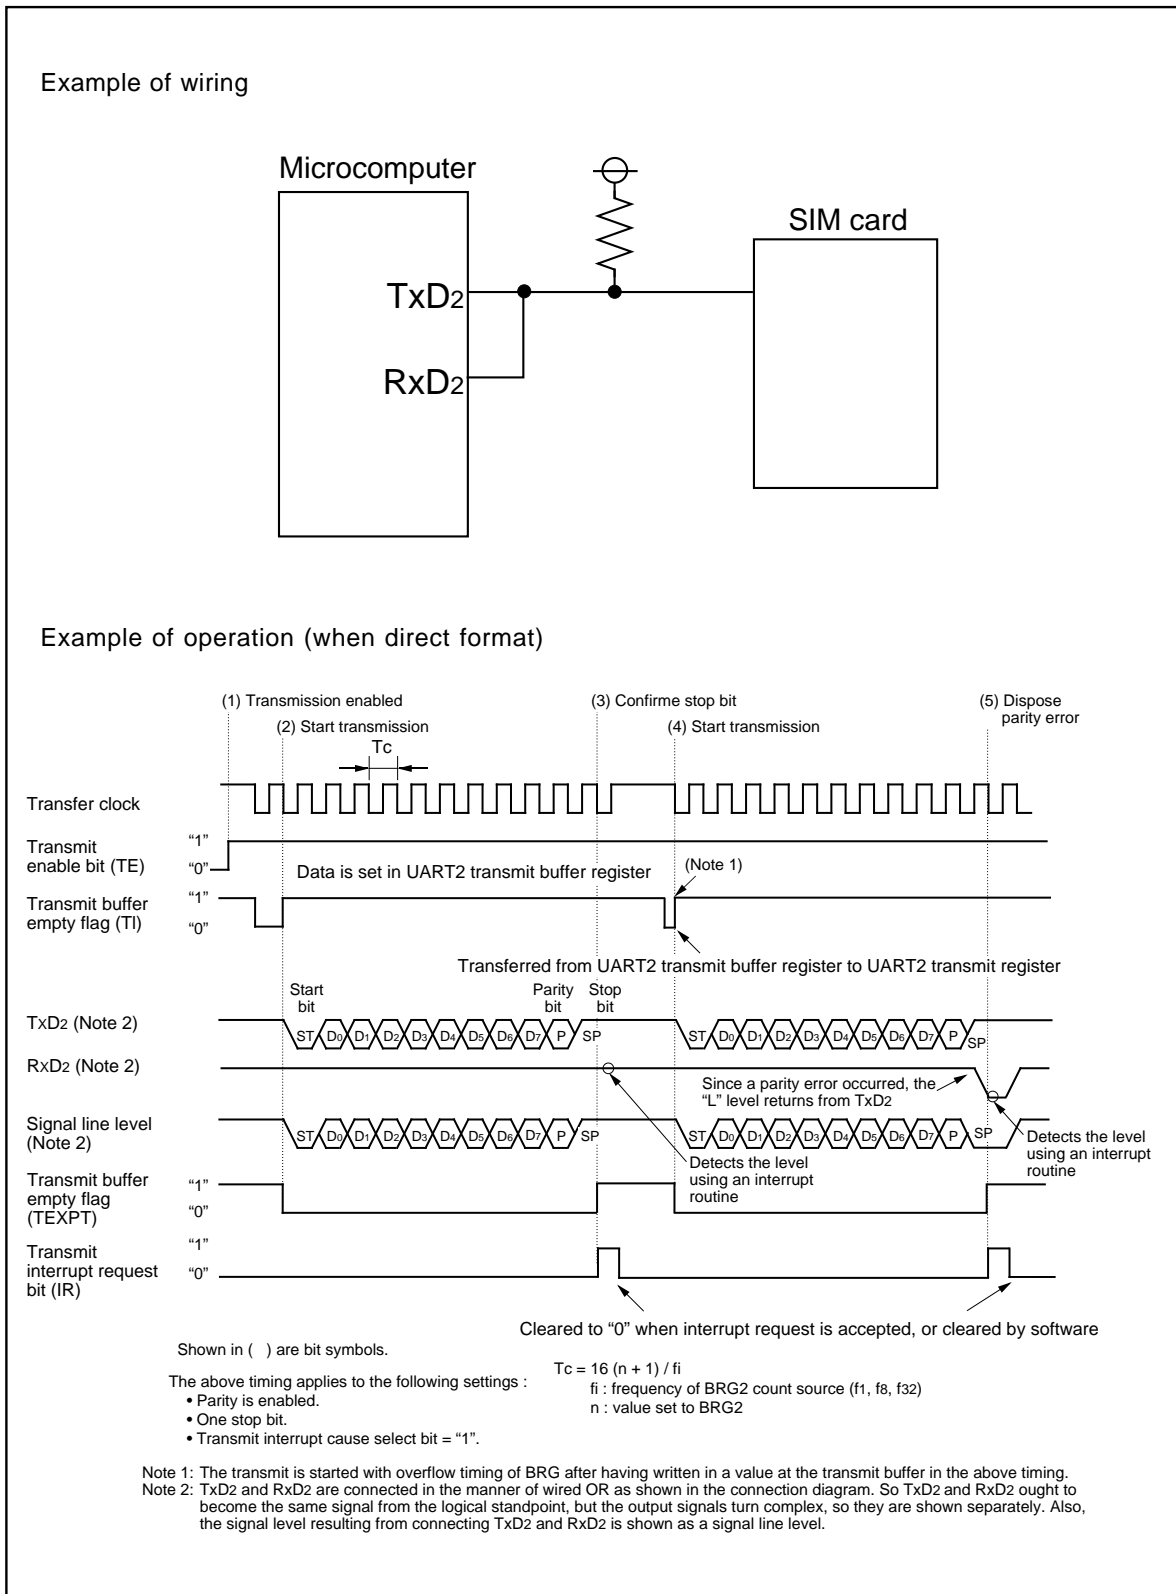 Example of wiring
Microcomputer
SIM card
TxD2
RxD2
Example of operation (when direct format)
(1) Transmission enabled
(3) Confirme stop bit
(5) Dispose
parity error
(2) Start transmission
(4) Start transmission
Tc
Transfer clock
Transmit
enable bit (TE)
“1”
“0”
Data is set in UART2 transmit buffer register
(Note 1)
Transmit buffer
empty flag (TI)
“1”
“0”
Transferred from UART2 transmit buffer register to UART2 transmit register
Start
bit
Parity
bit
Stop
bit
TxD2 (Note 2)
ST D0 D1 D2 D3 D4 D5 D6 D7 P SP
ST D0 D1 D2 D3 D4 D5 D6 D7 P SP
RxD2 (Note 2)
Since a parity error occurred, the
“L” level returns from TxD2
Signal line level
(Note 2)
ST D0 D1 D2 D3 D4 D5 D6 D7 P SP
ST D0 D1 D2 D3 D4 D5 D6 D7 P SP
Detects the level
using an interrupt
routine
Detects the level
using an interrupt
routine
Transmit buffer
empty flag
(TEXPT)
“1”
“0”
Transmit
interrupt request
bit (IR)
“1”
“0”
Cleared to “0” when interrupt request is accepted, or cleared by software
Shown in ( ) are bit symbols.
The above timing applies to the following settings :
• Parity is enabled.
• One stop bit.
• Transmit interrupt cause select bit = “1”.
Tc = 16 (n + 1) / fi
fi : frequency of BRG2 count source (f1, f8, f32)
n : value set to BRG2
Note 1: The transmit is started with overflow timing of BRG after having written in a value at the transmit buffer in the above timing.
Note 2: TxD2 and RxD2 are connected in the manner of wired OR as shown in the connection diagram. So TxD2 and RxD2 ought to
become the same signal from the logical standpoint, but the output signals turn complex, so they are shown separately. Also,
the signal level resulting from connecting TxD2 and RxD2 is shown as a signal line level.